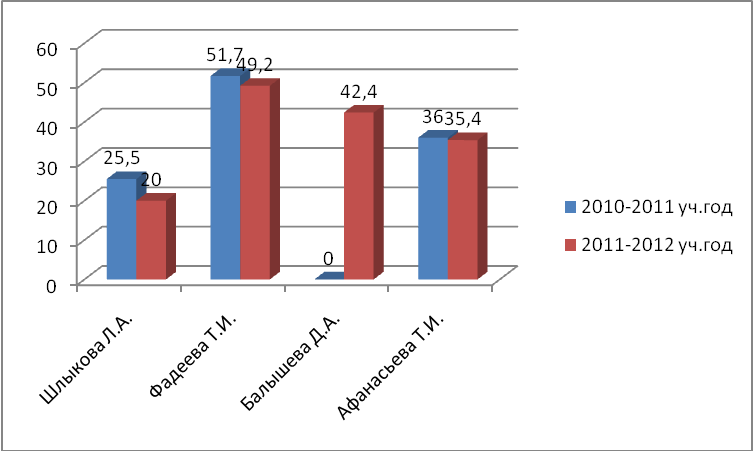 60
50
40
30
20
10
0
25,5
20
51,7
49,2
0
42,4
36
35,4
Шлыкова Л.А.
Фадеева Т.И.
Балышева Д.А.
Афанасьева Т.И.
2010-2011 уч.год
2011-2012 уч.год